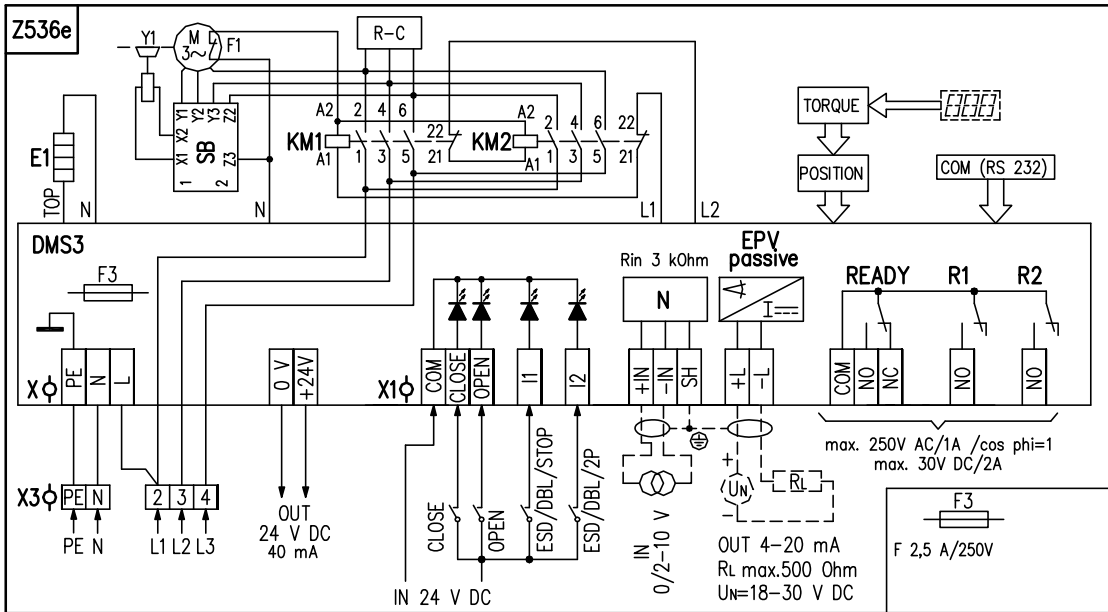 Z536e
Y1
M
3~
F1
R-C
E1
TOP
N
Y1
Y2
Y3
Z2
X2
X1
SB
Z3
1
2
N
A2
2
4
6
22
KM1
A1
1
3
5
21
A2
2
4
6
22
KM2
A1
1
3
5
21
L1
L2
TORQUE
POSITION
COM (RS 232)
DMS3
F3
Rin 3 kOhm
N
EPV
passive
I
READY
R1
R2
X
PE
N
L
0 V
+24V
X1
COM
CLOSE
OPEN
I1
I2
+IN
-IN
SH
+L
-L
COM
NO
NC
NO
NO
max. 250V AC/1A /cos phi=1
max. 30V DC/2A
X3
PE
N
2
3
4
PE N
L1 L2 L3
OUT
24 V DC
40 mA
CLOSE
OPEN
ESD/DBL/STOP
ESD/DBL/2P
IN 24 V DC
IN
0/2-10 V
+
UN
-
RL
OUT 4-20 mA
RL max.500 Ohm
UN=18-30 V DC
F3
F 2,5 A/250V